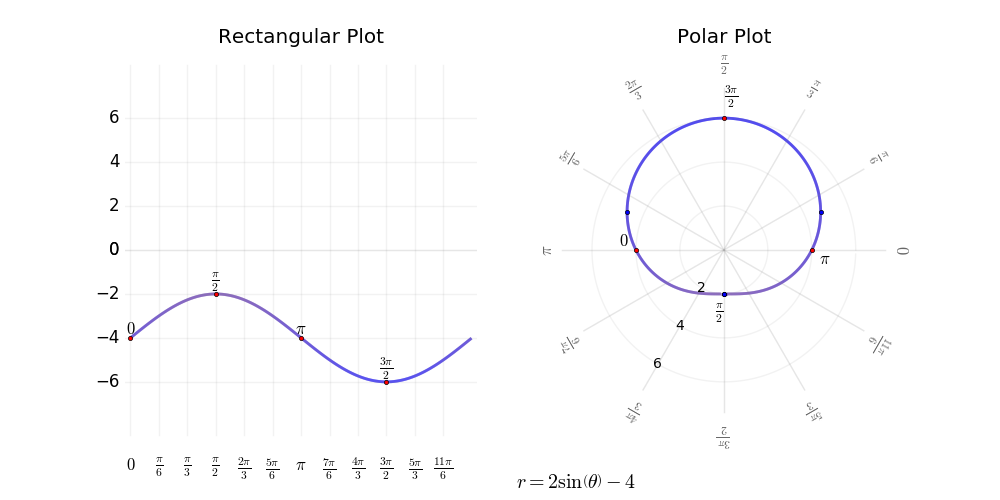 Rectangular Plot
6
4
2
0
−2
−4
−6
0
π/2
π
3π/2
0 π/6 π/3 π/2 2π/3 5π/6 π 7π/6 4π/3 3π/2 5π/3 11π/6
Polar Plot
π/2
2π/3 3π/2 π/3
5π/6 π/6
π 0 π 0
2
π/2
4
7π/6 11π/6
6
4π/3 5π/3
3π/2
r = 2sin(θ) − 4